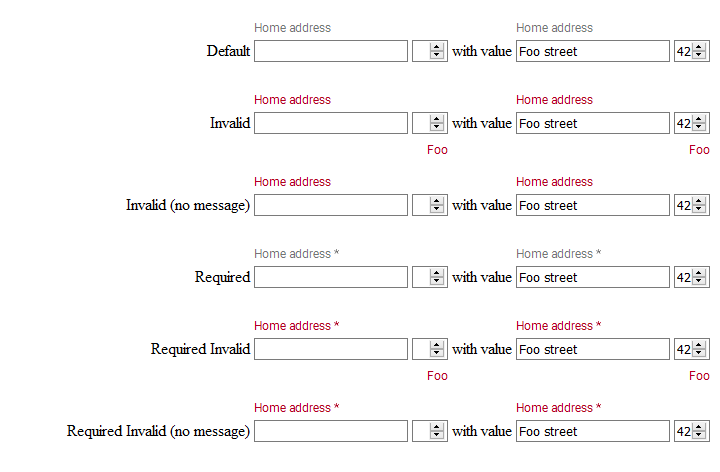 Home address Home address
Default with value Foo street 42
Home address Home address
Invalid with value Foo street 42
Foo Foo
Home address Home address
Invalid (no message) with value Foo street 42
Home address * Home address *
Required with value Foo street 42
Home address * Home address *
Required Invalid with value Foo street 42
Foo Foo
Home address * Home address *
Required Invalid (no message) with value Foo street 42